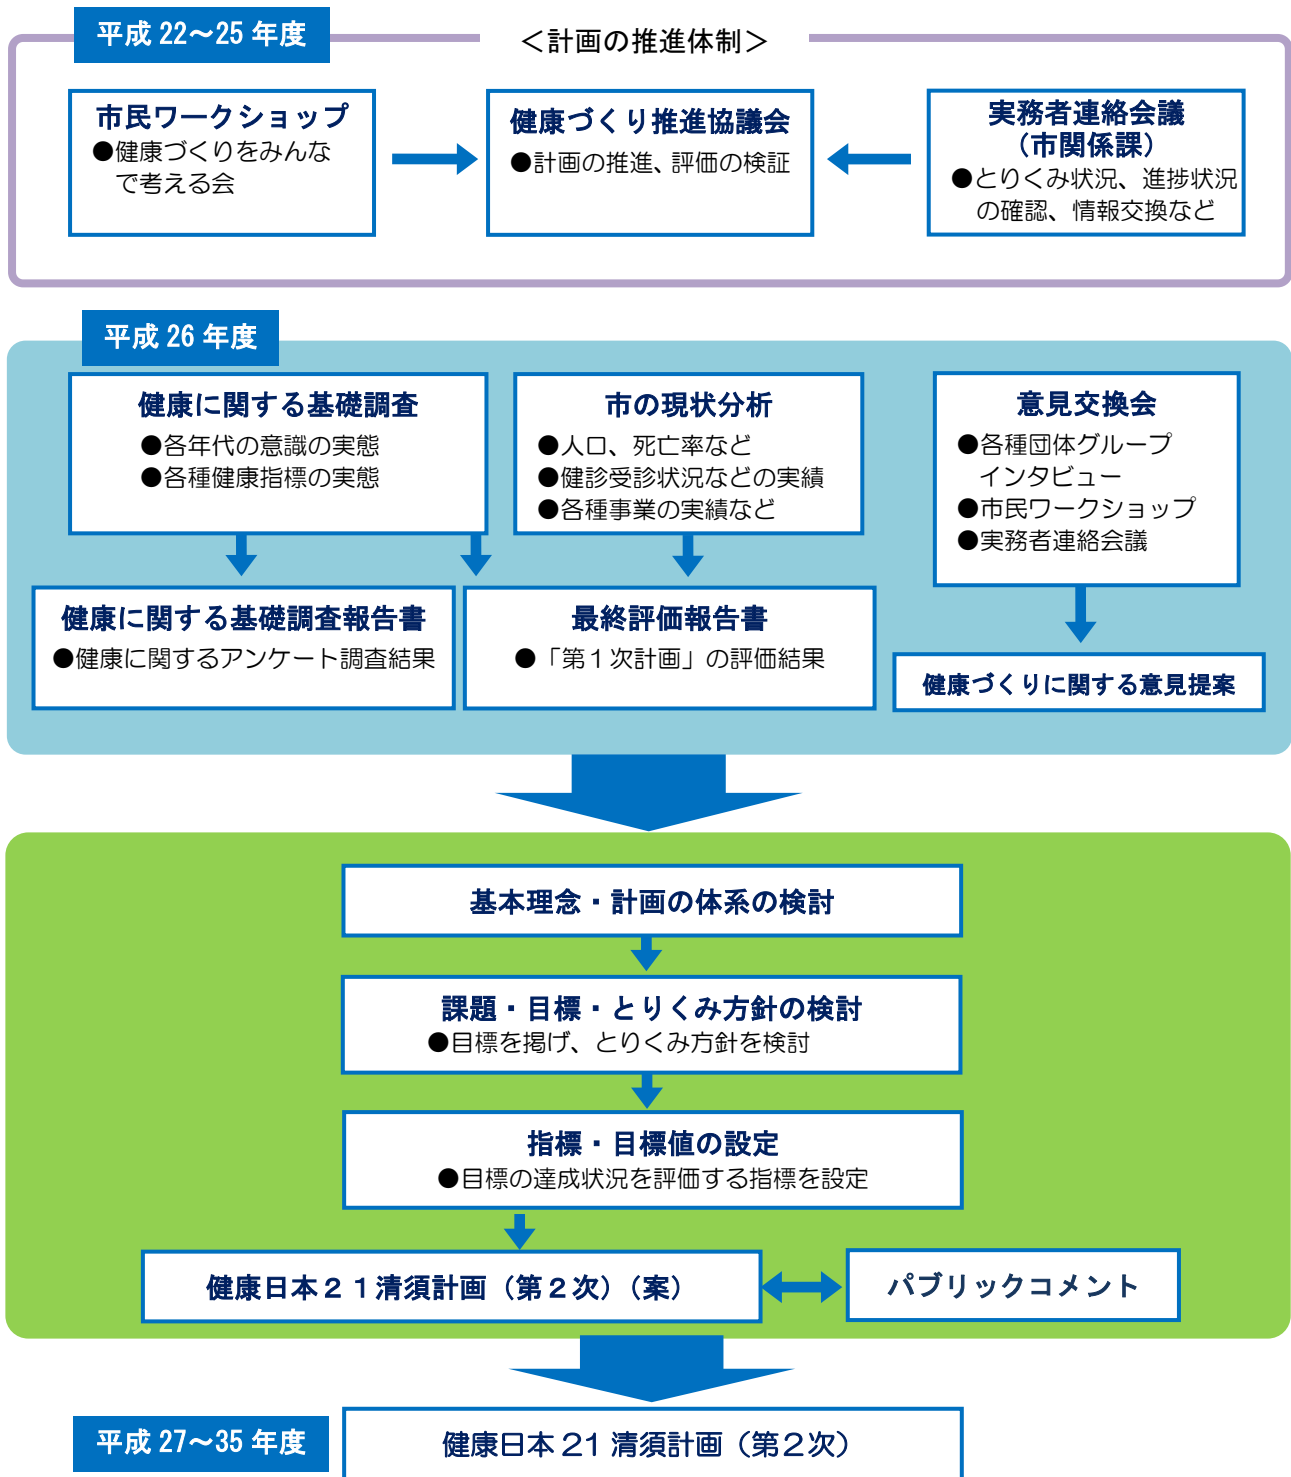 平成 22～25 年度
＜計画の推進体制＞
市民ワークショップ
●健康づくりをみんな
で考える会
健康づくり推進協議会
●計画の推進、評価の検証
実務者連絡会議
（市関係課）
●とりくみ状況、進捗状況
の確認、情報交換など
平成 26 年度
健康に関する基礎調査
●各年代の意識の実態
●各種健康指標の実態
市の現状分析
●人口、死亡率など
●健診受診状況などの実績
●各種事業の実績など
意見交換会
●各種団体グループ
インタビュー
●市民ワークショップ
●実務者連絡会議
健康に関する基礎調査報告書
●健康に関するアンケート調査結果
最終評価報告書
●「第１次計画」の評価結果
健康づくりに関する意見提案
基本理念・計画の体系の検討
課題・目標・とりくみ方針の検討
●目標を掲げ、とりくみ方針を検討
指標・目標値の設定
●目標の達成状況を評価する指標を設定
健康日本２１清須計画（第２次）（案）
パブリックコメント
平成 27～35 年度
健康日本 21 清須計画（第２次）